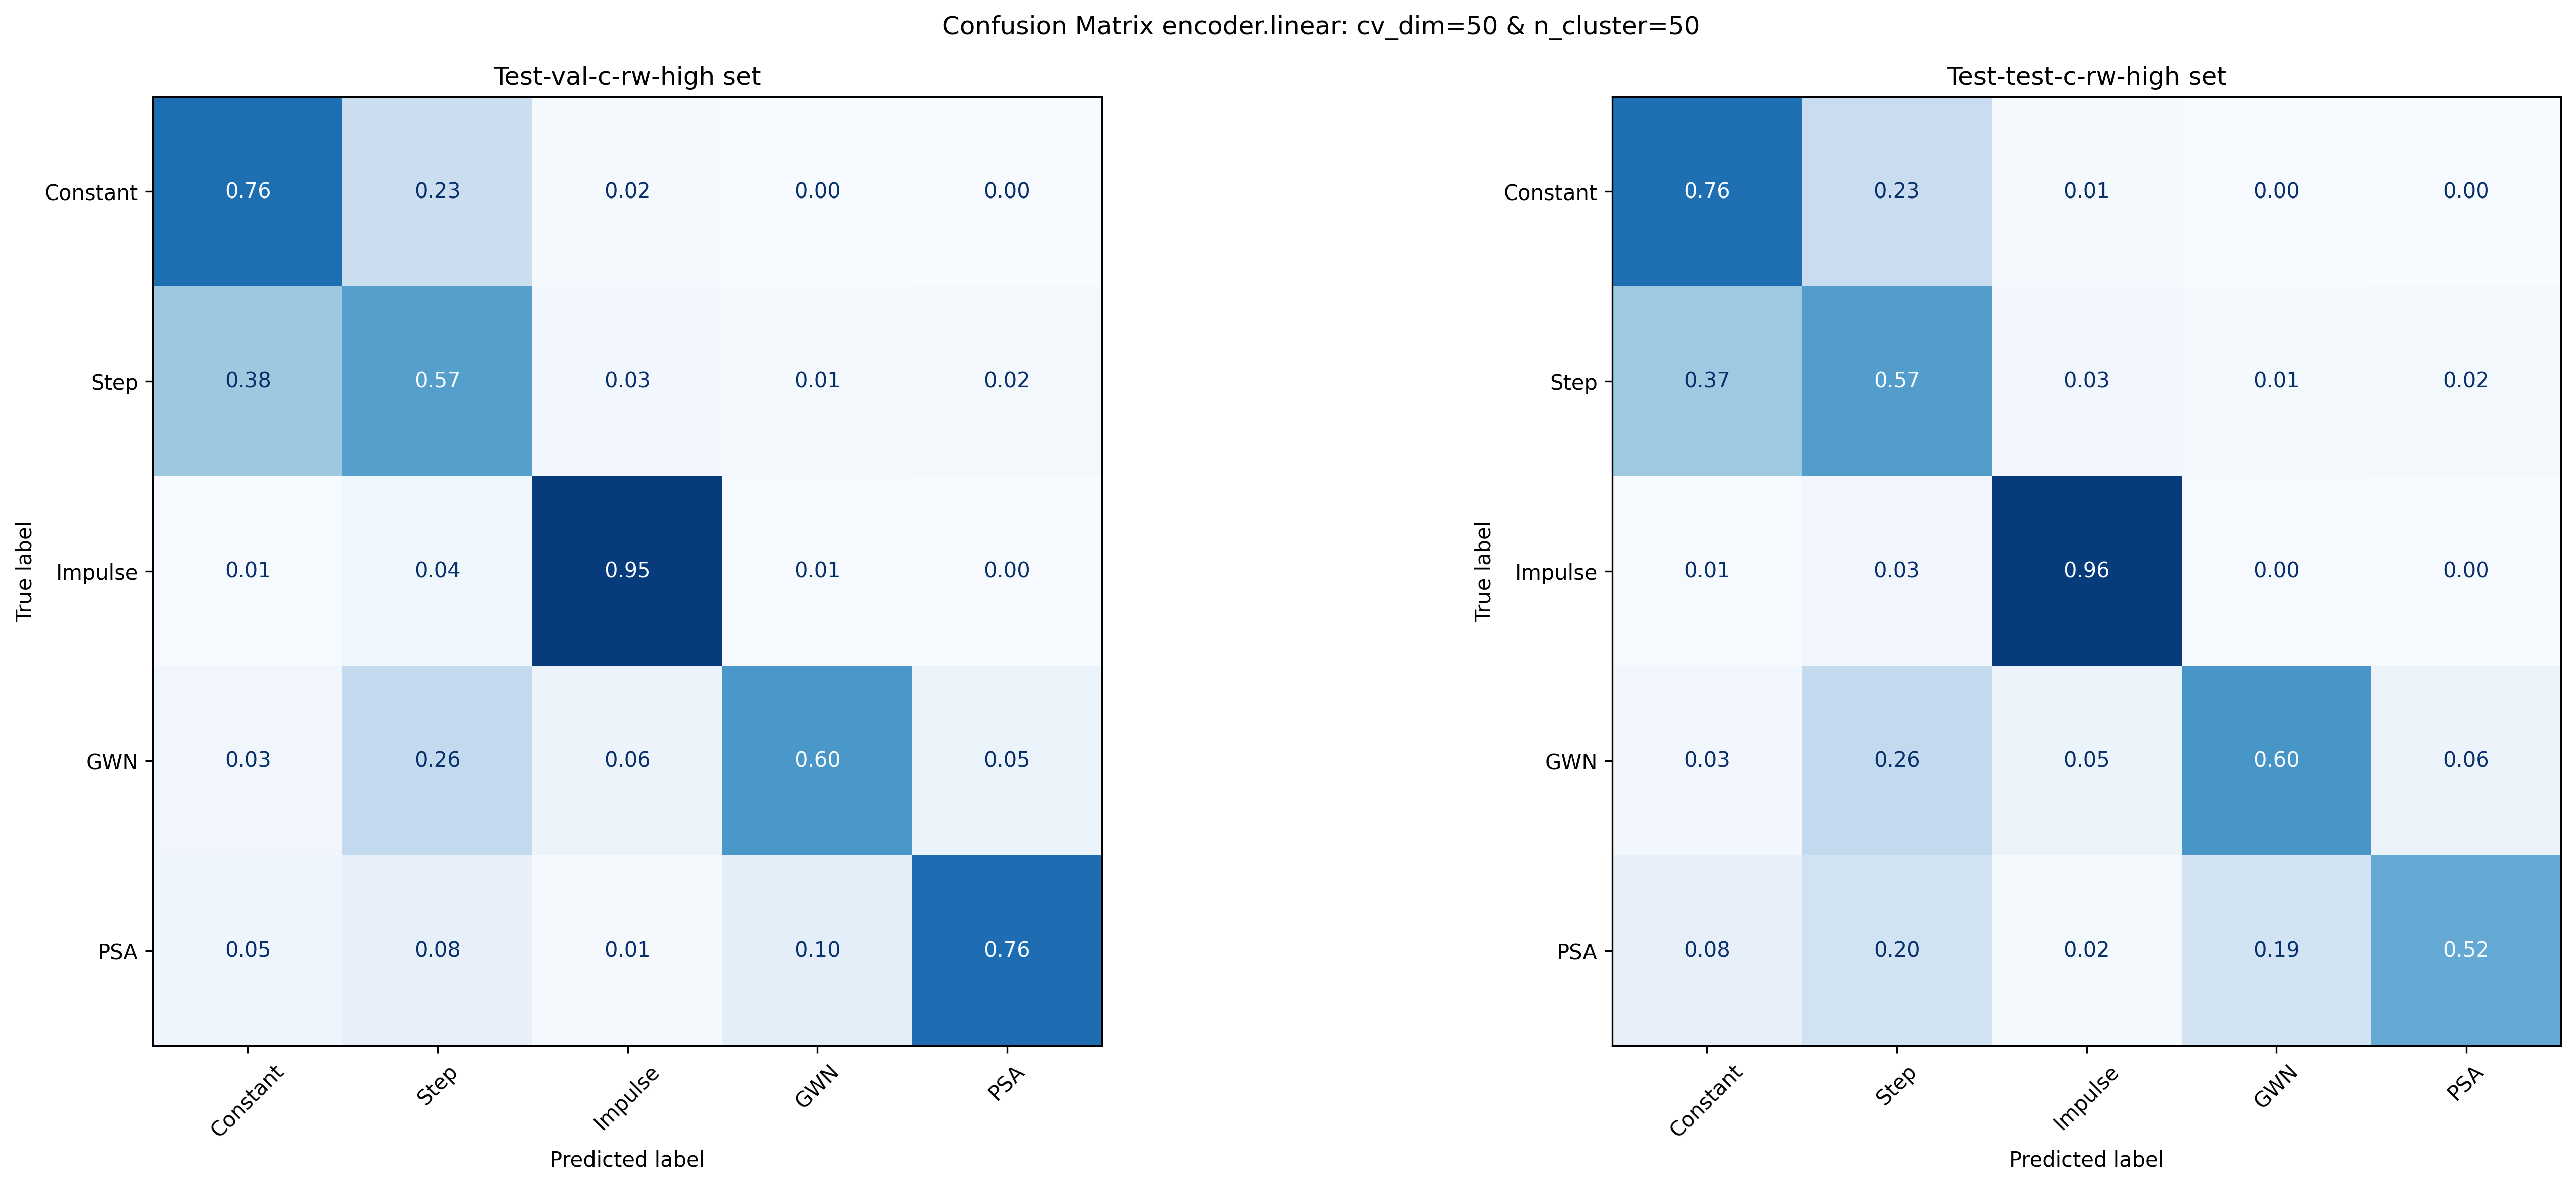 Confusion Matrix encoder.linear: cv_dim=50 & n_cluster=50
Test-val-c-rw-high set
True label
Constant 0.76 0.23 0.02 0.00 0.00
Step 0.38 0.57 0.03 0.01 0.02
Impulse 0.01 0.04 0.95 0.01 0.00
GWN 0.03 0.26 0.06 0.60 0.05
PSA 0.05 0.08 0.01 0.10 0.76
Constant Step Impulse GWN PSA
Predicted label
Test-test-c-rw-high set
True label
Constant 0.76 0.23 0.01 0.00 0.00
Step 0.37 0.57 0.03 0.01 0.02
Impulse 0.01 0.03 0.96 0.00 0.00
GWN 0.03 0.26 0.05 0.60 0.06
PSA 0.08 0.20 0.02 0.19 0.52
Constant Step Impulse GWN PSA
Predicted label